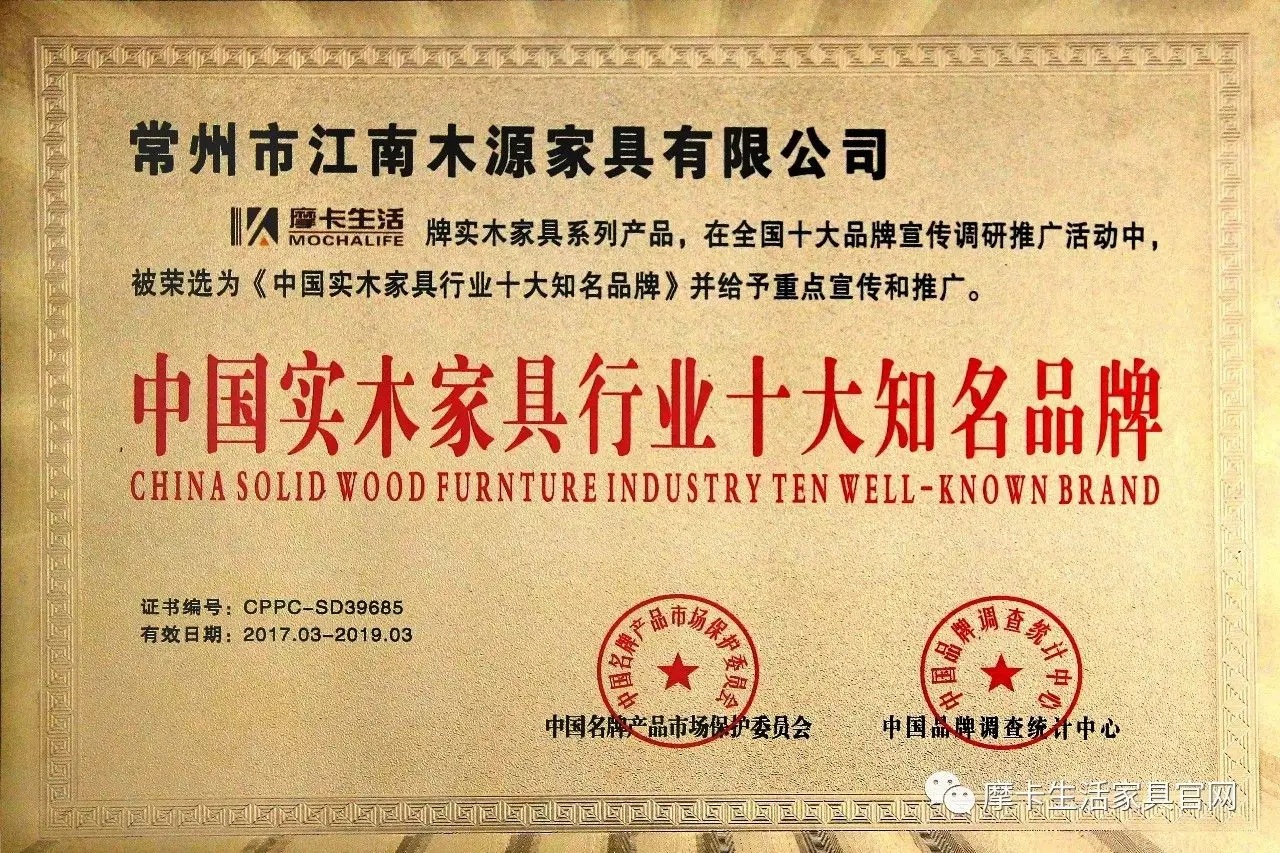 常州市江南木源家具有限公司
摩卡生活 MOCHALIFE 牌实木家具系列产品，在全国十大品牌宣传调研推广活动中，
被荣选为《中国实木家具行业十大知名品牌》并给予重点宣传和推广。
中国实木家具行业十大知名品牌
CHINA SOLID WOOD FURNTURE INDUSTRY TEN WELL-KNOWN BRAND
证书编号：CPPC-SD39685
有效日期：2017.03-2019.03
中国名牌产品市场保护委员会
中国品牌调查统计中心
中国名牌产品市场保护委员会
中国品牌调查统计中心
摩卡生活家具官网